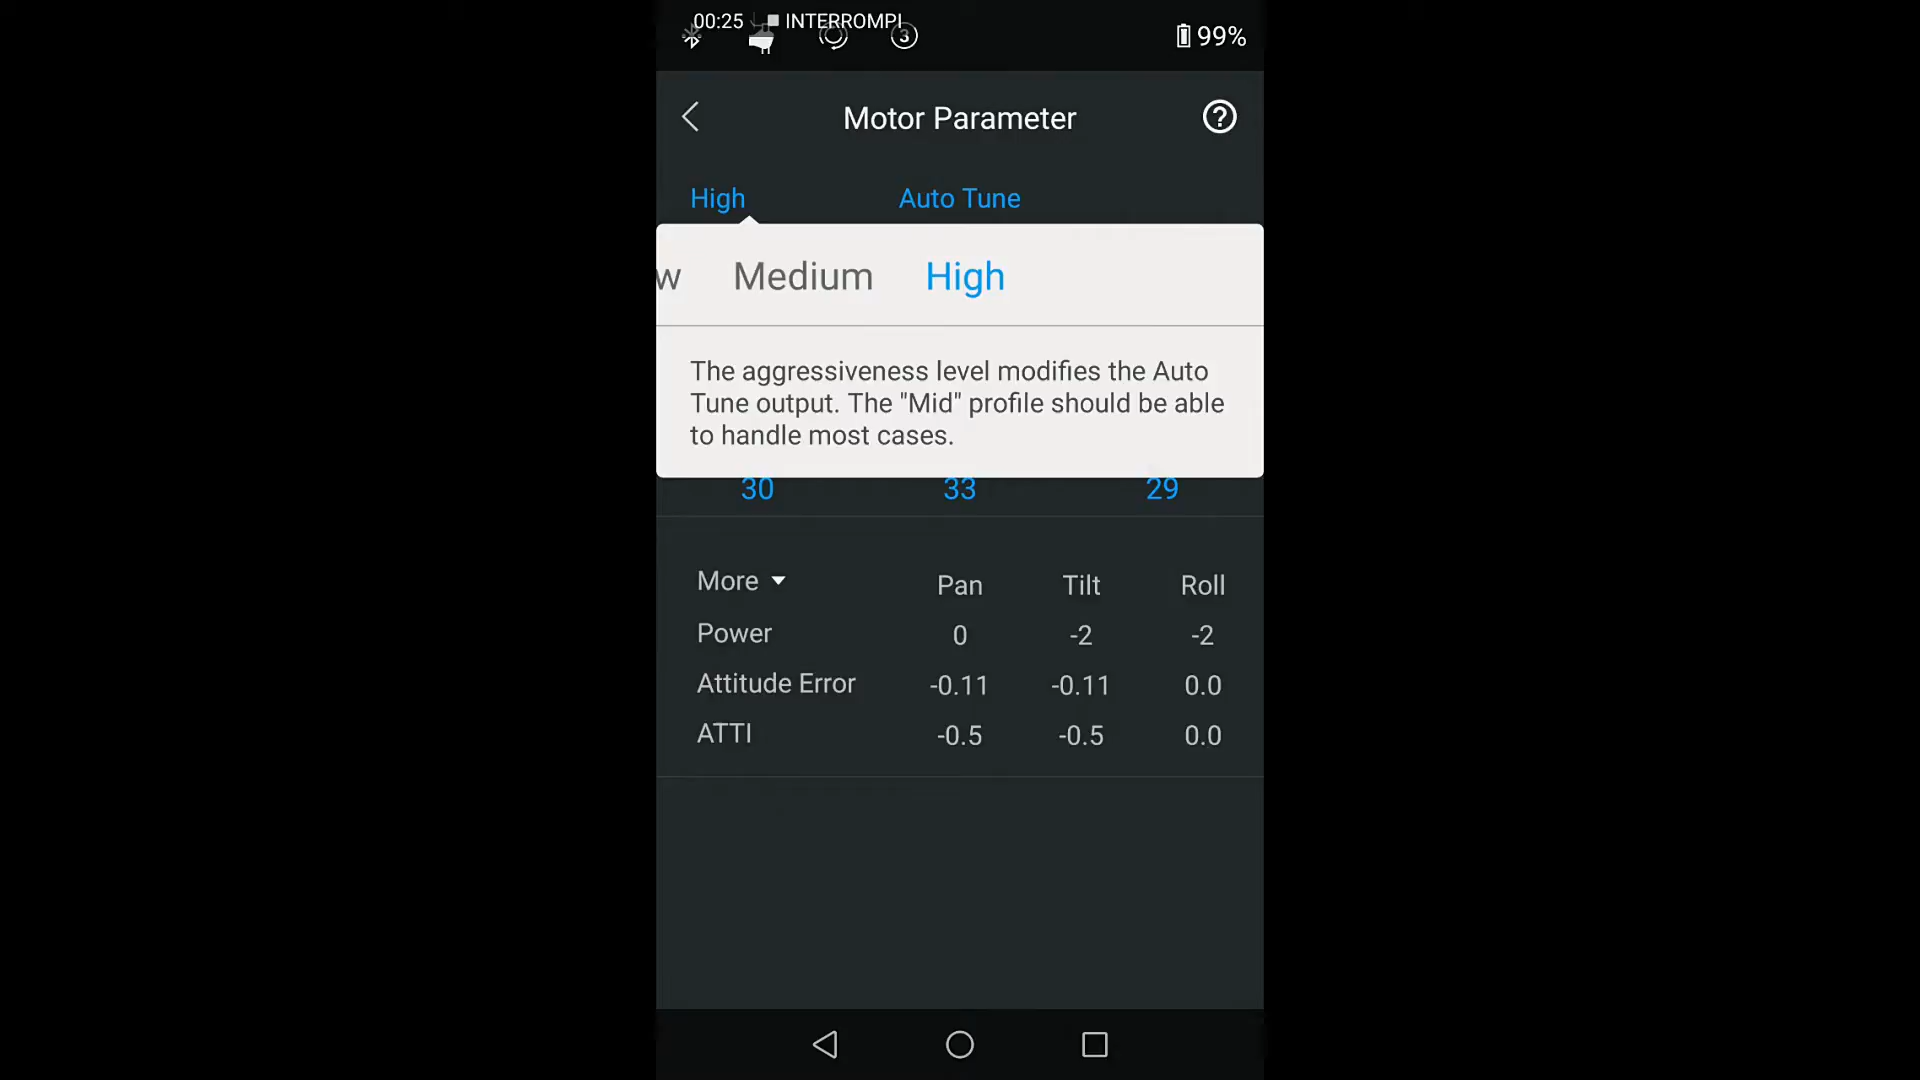 00:25 INTERROMPI
3 99%
Motor Parameter ?
High Auto Tune
w Medium High
The aggressiveness level modifies the Auto
Tune output. The "Mid" profile should be able
to handle most cases.
30 33 29
More Pan Tilt Roll
Power 0 -2 -2
Attitude Error -0.11 -0.11 0.0
ATTI -0.5 -0.5 0.0